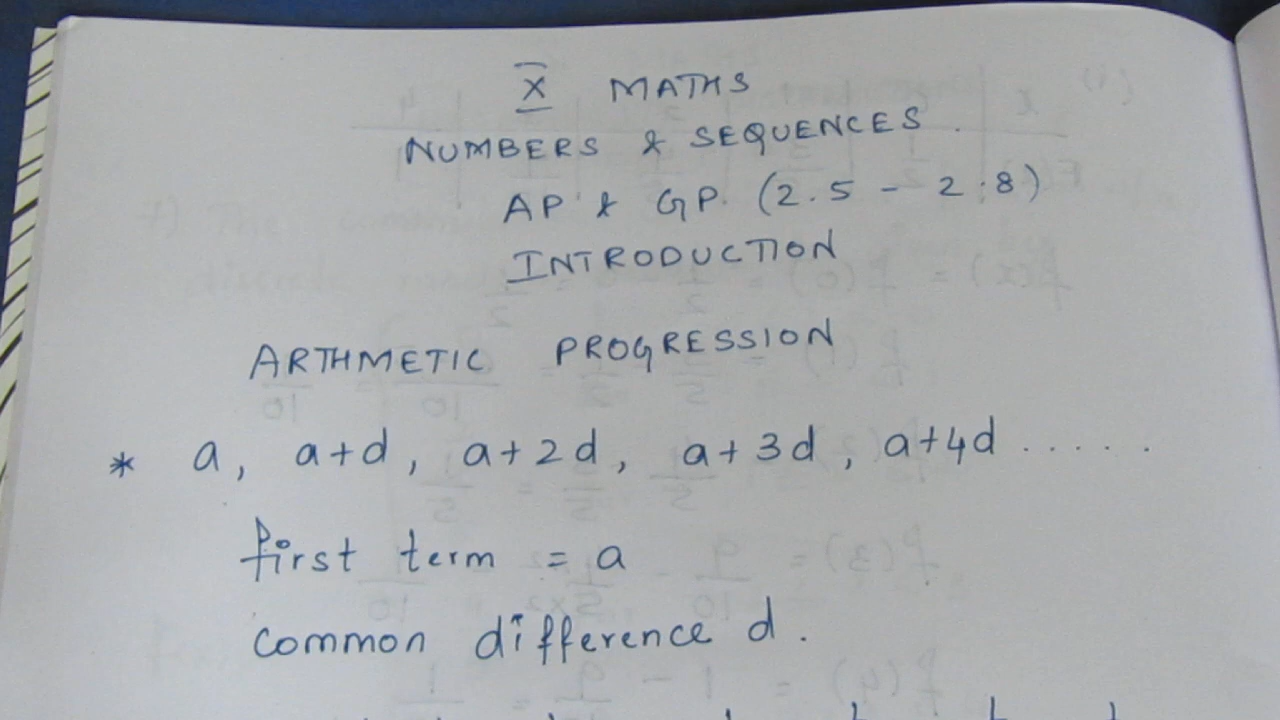 X MATHS
NUMBERS & SEQUENCES.
AP & GP. (2.5 - 2.8)
INTRODUCTION
ARTHMETIC PROGRESSION
* a, a+d, a+2d, a+3d, a+4d .....
first term = a
common difference d.